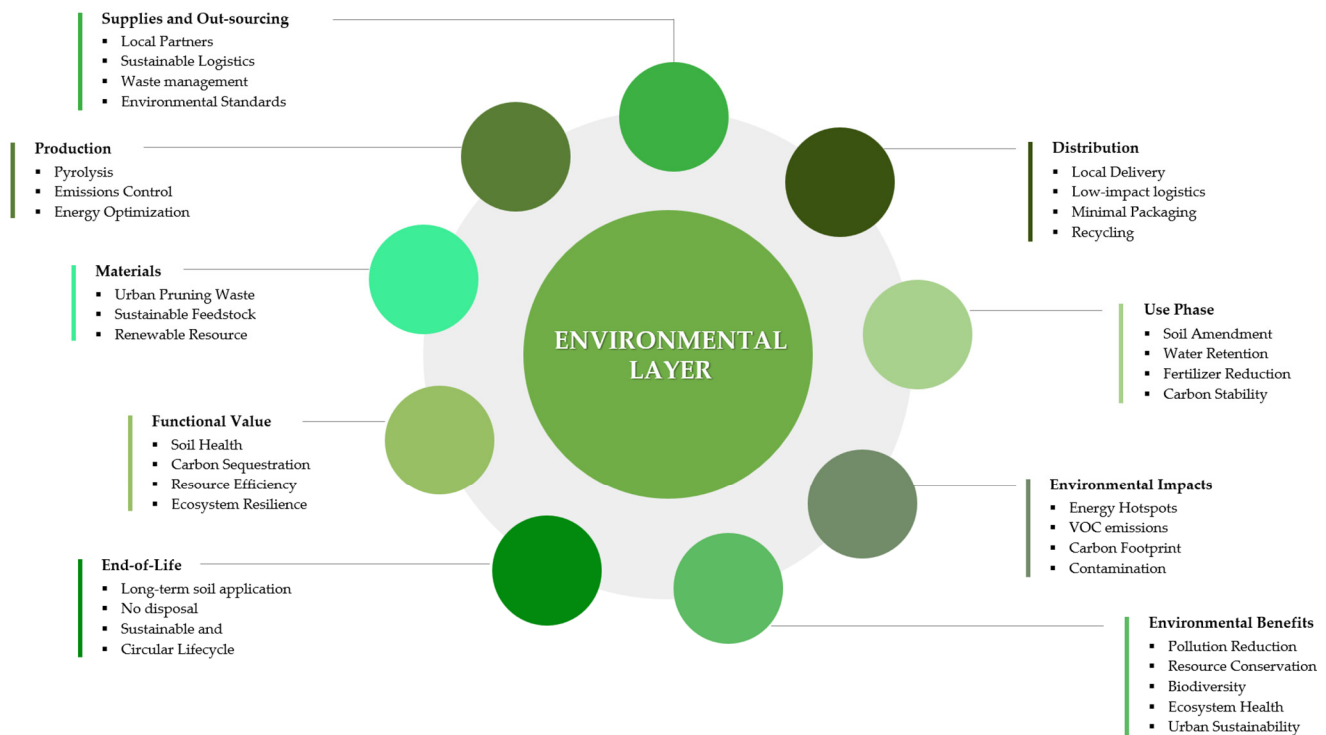 Supplies and Out-sourcing
▪ Local Partners
▪ Sustainable Logistics
▪ Waste management
▪ Environmental Standards
Production
▪ Pyrolysis
▪ Emissions Control
▪ Energy Optimization
Materials
▪ Urban Pruning Waste
▪ Sustainable Feedstock
▪ Renewable Resource
Functional Value
▪ Soil Health
▪ Carbon Sequestration
▪ Resource Efficiency
▪ Ecosystem Resilience
End-of-Life
▪ Long-term soil application
▪ No disposal
▪ Sustainable and
▪ Circular Lifecycle
ENVIRONMENTAL
LAYER
Distribution
▪ Local Delivery
▪ Low-impact logistics
▪ Minimal Packaging
▪ Recycling
Use Phase
▪ Soil Amendment
▪ Water Retention
▪ Fertilizer Reduction
▪ Carbon Stability
Environmental Impacts
▪ Energy Hotspots
▪ VOC emissions
▪ Carbon Footprint
▪ Contamination
Environmental Benefits
▪ Pollution Reduction
▪ Resource Conservation
▪ Biodiversity
▪ Ecosystem Health
▪ Urban Sustainability